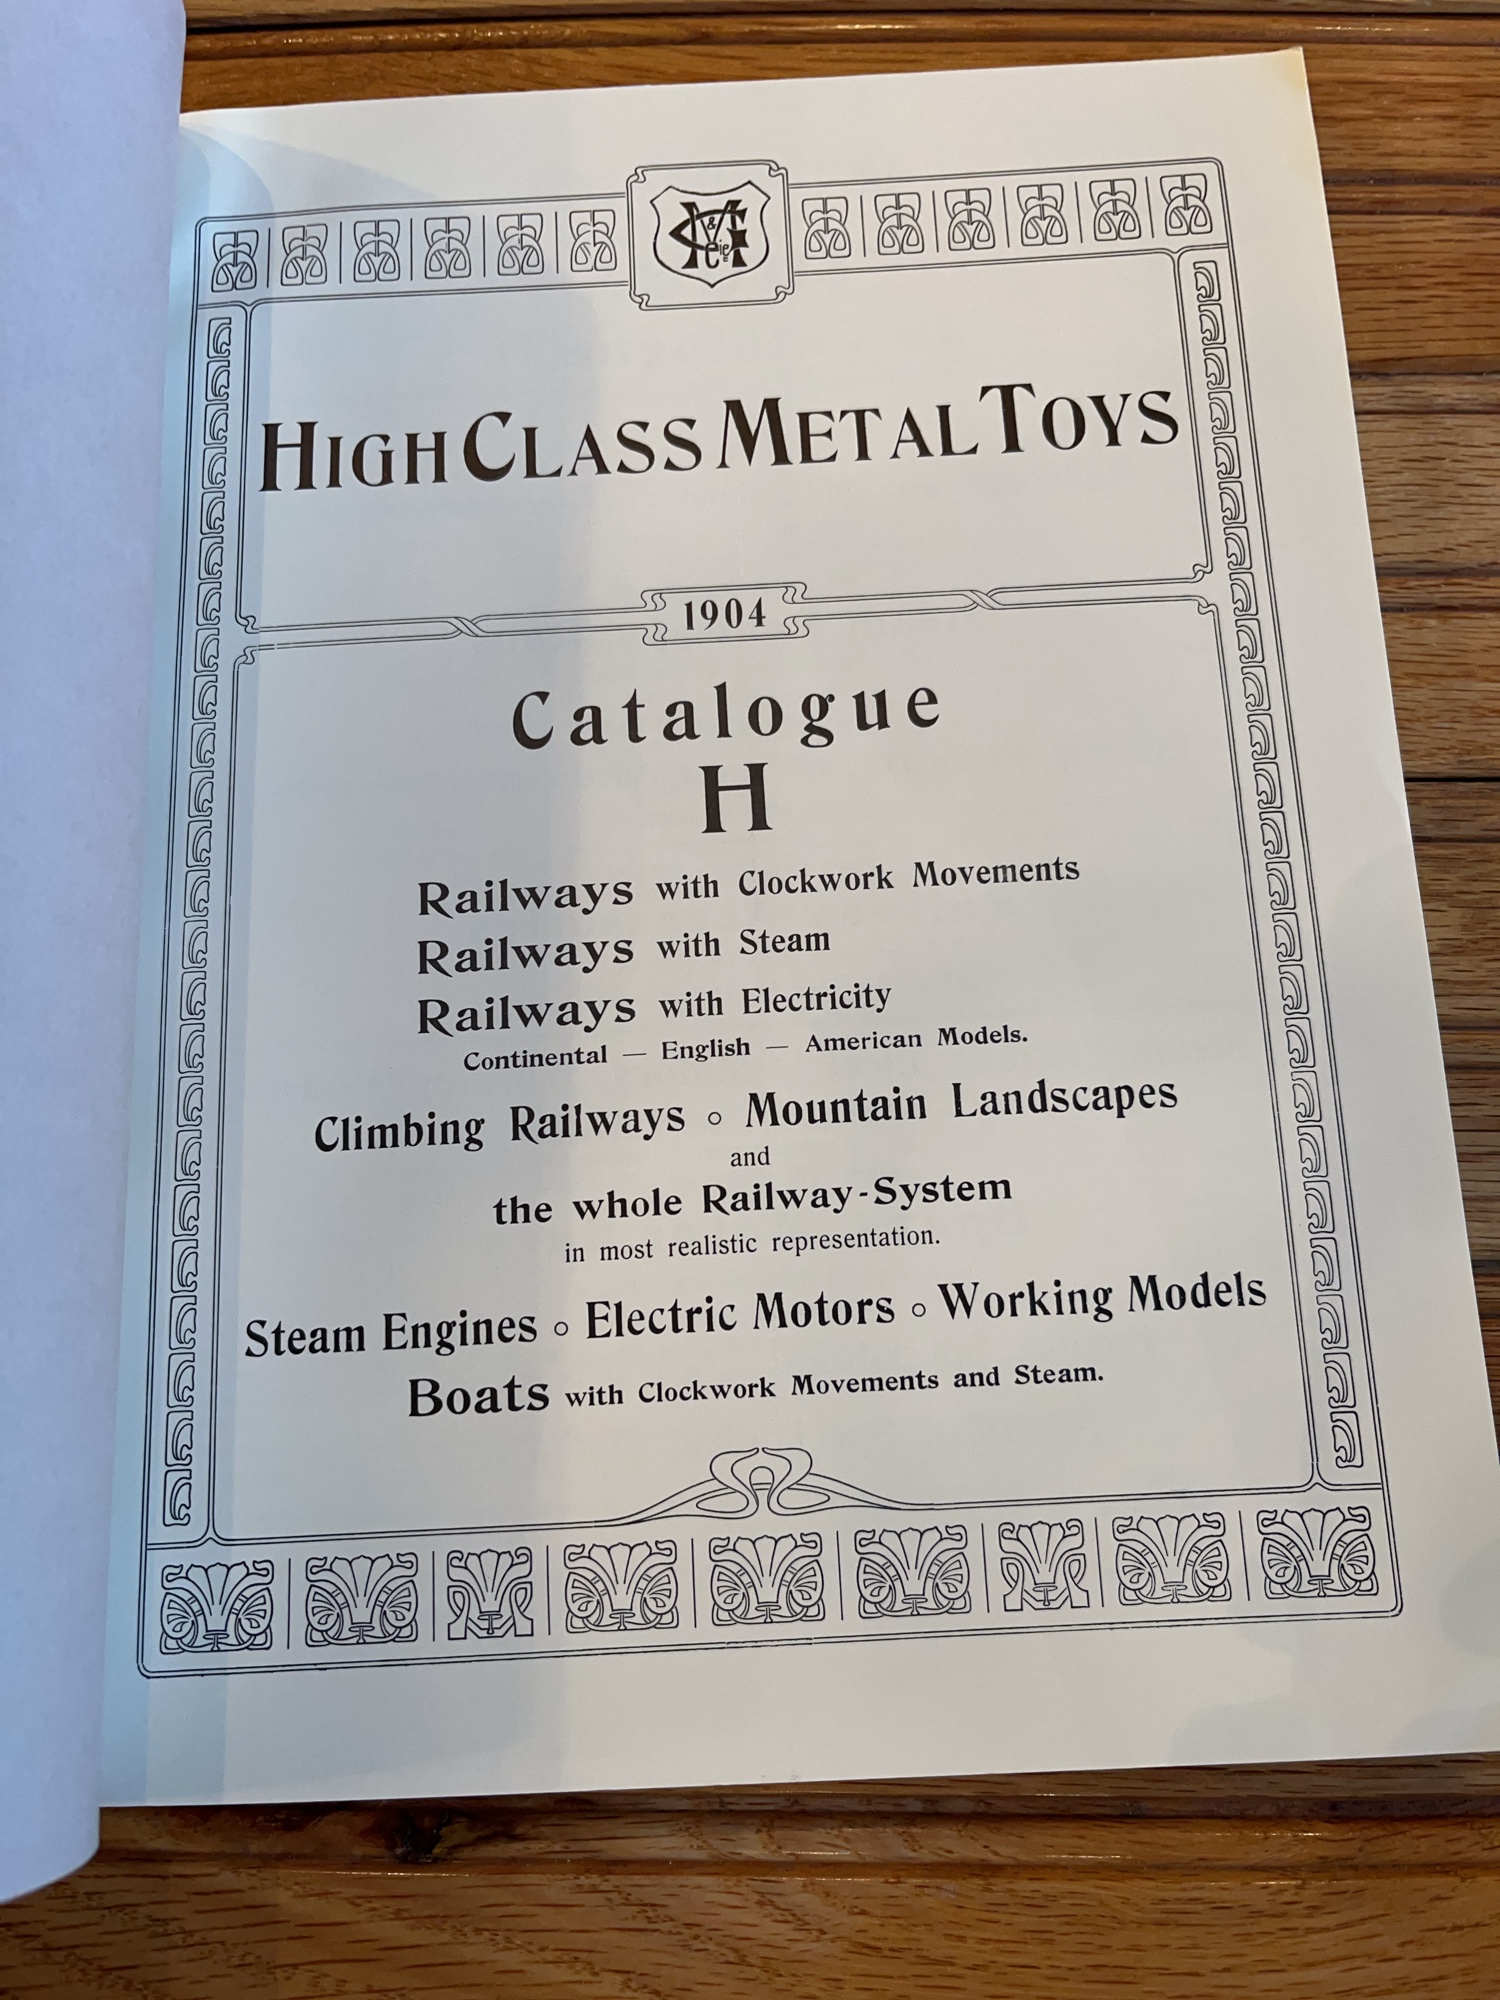 HIGH CLASS METAL TOYS
1904
Catalogue
H
Railways with Clockwork Movements
Railways with Steam
Railways with Electricity
Continental — English — American Models.
Climbing Railways o Mountain Landscapes
and
the whole Railway-System
in most realistic representation.
Steam Engines o Electric Motors o Working Models
Boats with Clockwork Movements and Steam.